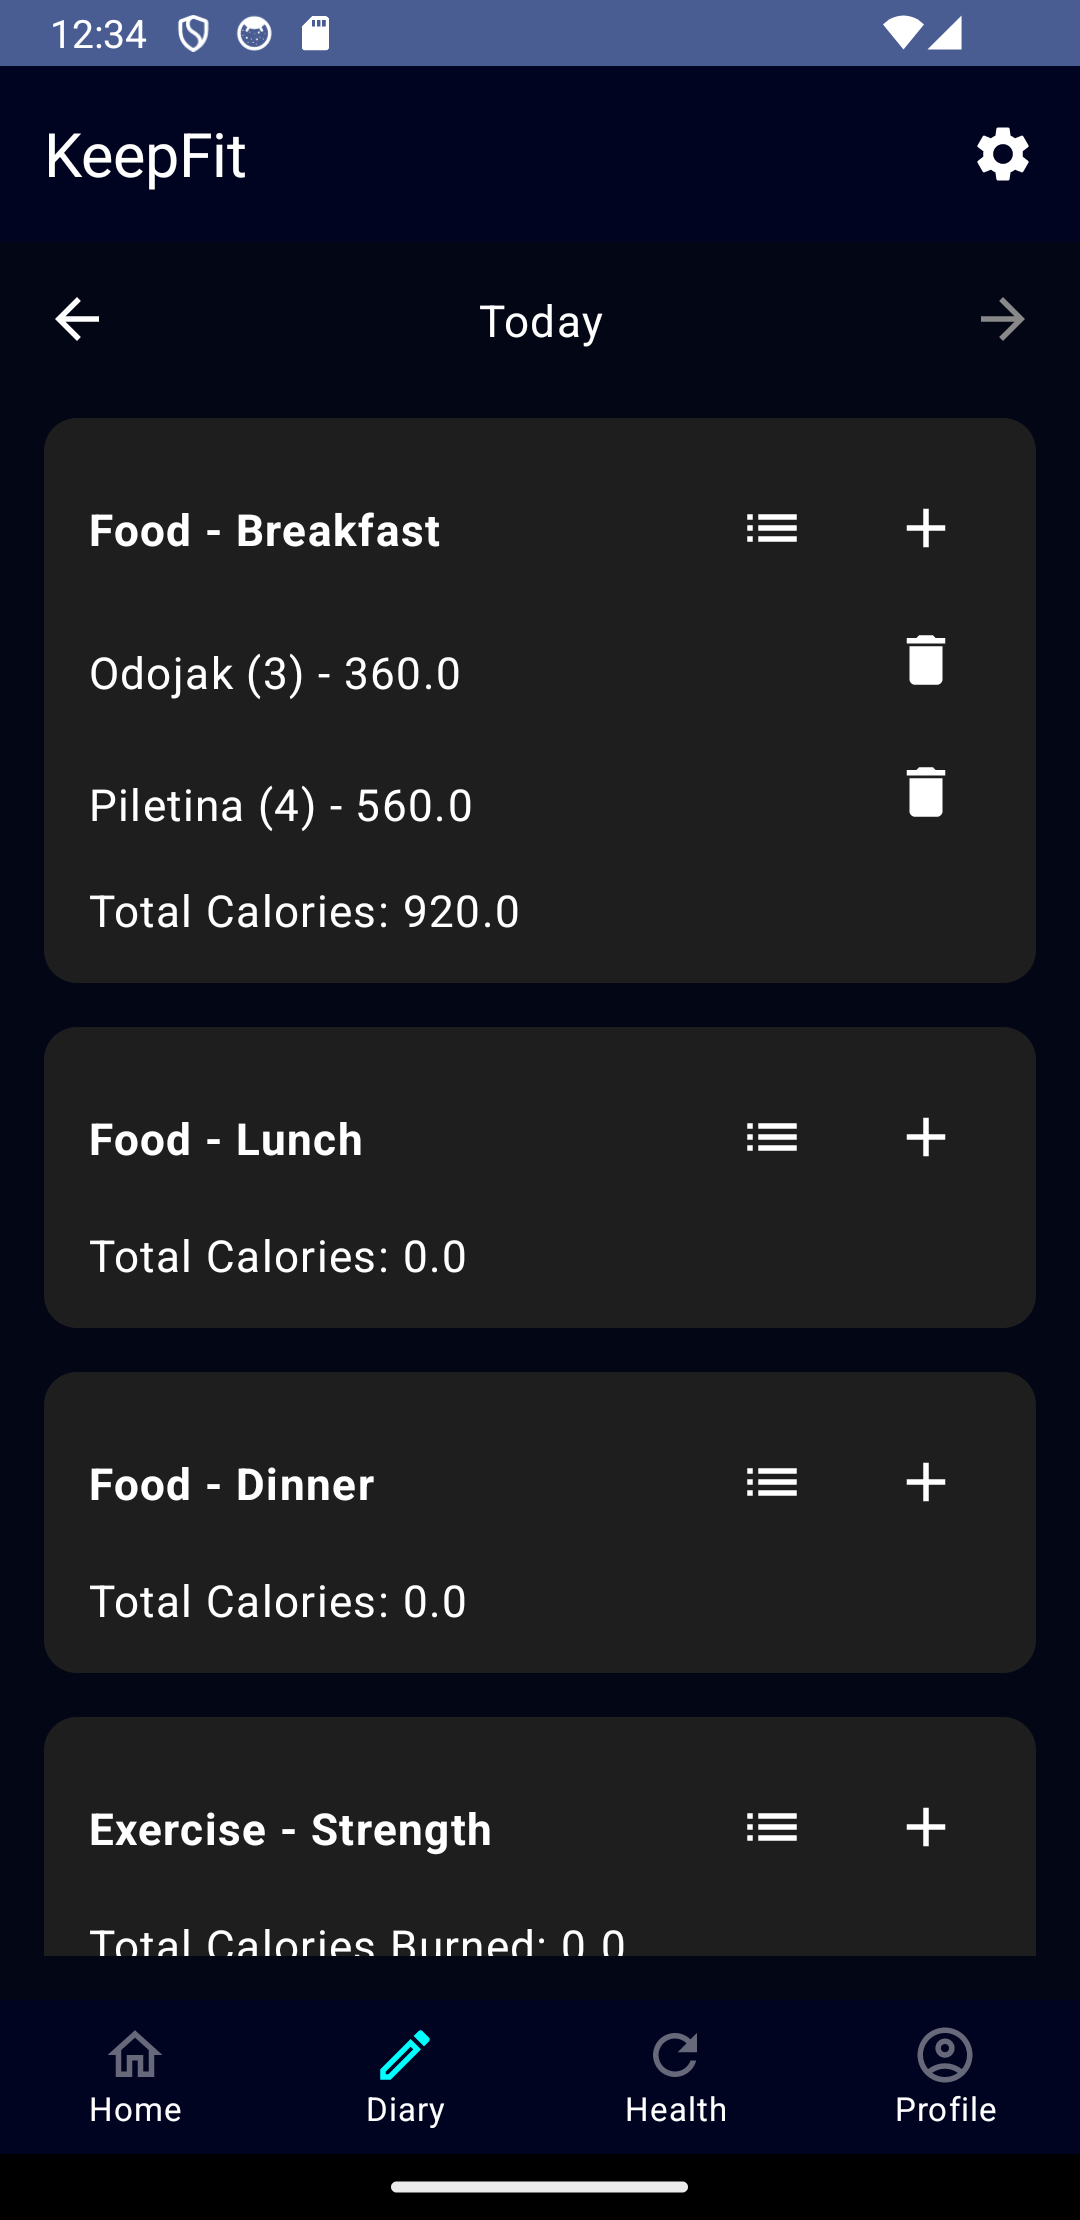 12:34
KeepFit
Today
Food - Breakfast
Odojak (3) - 360.0
Piletina (4) - 560.0
Total Calories: 920.0
Food - Lunch
Total Calories: 0.0
Food - Dinner
Total Calories: 0.0
Exercise - Strength
Total Calories Burned: 0.0
Home
Diary
Health
Profile